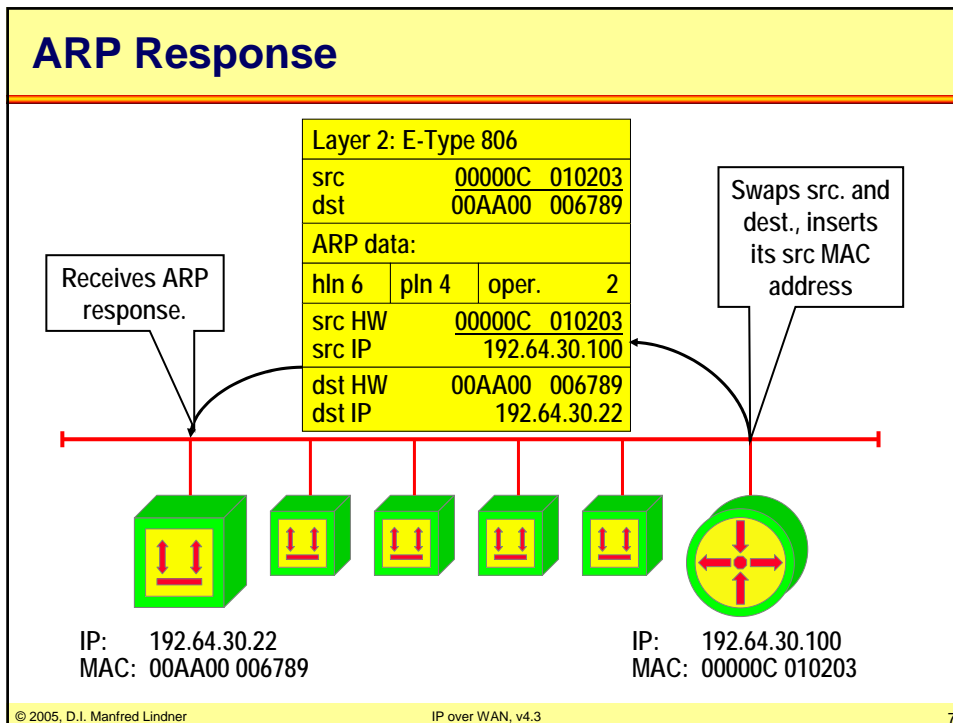 ARP Response
Layer 2: E-Type 806
src 00000C 010203
dst 00AA00 006789
ARP data:
hln 6 pln 4 oper. 2
src HW 00000C 010203
src IP 192.64.30.100
dst HW 00AA00 006789
dst IP 192.64.30.22
Receives ARP
response.
Swaps src. and
dest., inserts
its src MAC
address
IP: 192.64.30.22
MAC: 00AA00 006789
IP: 192.64.30.100
MAC: 00000C 010203
© 2005, D.I. Manfred Lindner
IP over WAN, v4.3
7